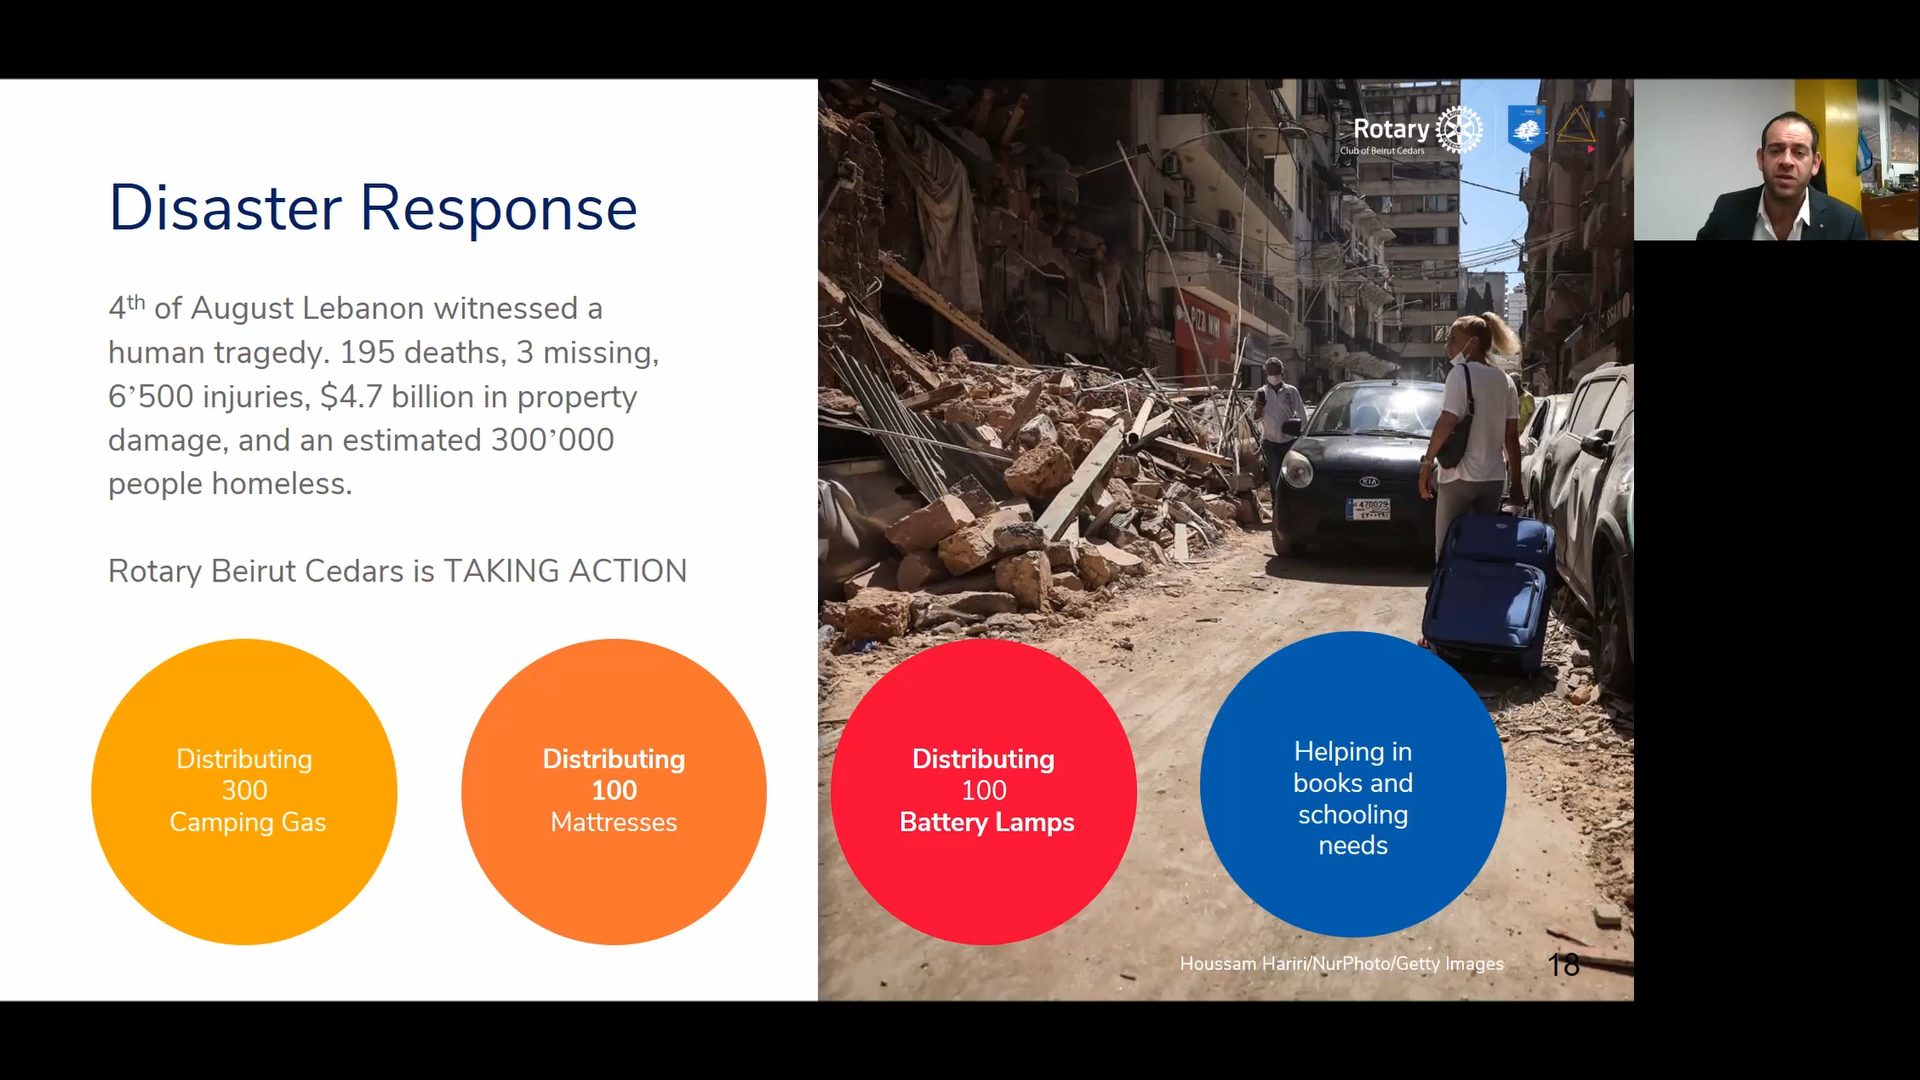 Rotary
Club of Beirut Cedars
Disaster Response
4th of August Lebanon witnessed a
human tragedy. 195 deaths, 3 missing,
6’500 injuries, $4.7 billion in property
damage, and an estimated 300’000
people homeless.
Rotary Beirut Cedars is TAKING ACTION
PIZZA
KIA
Distributing
300
Camping Gas
Distributing
100
Mattresses
Distributing
100
Battery Lamps
Helping in
books and
schooling
needs
Houssam Hariri/NurPhoto/Getty Images
18